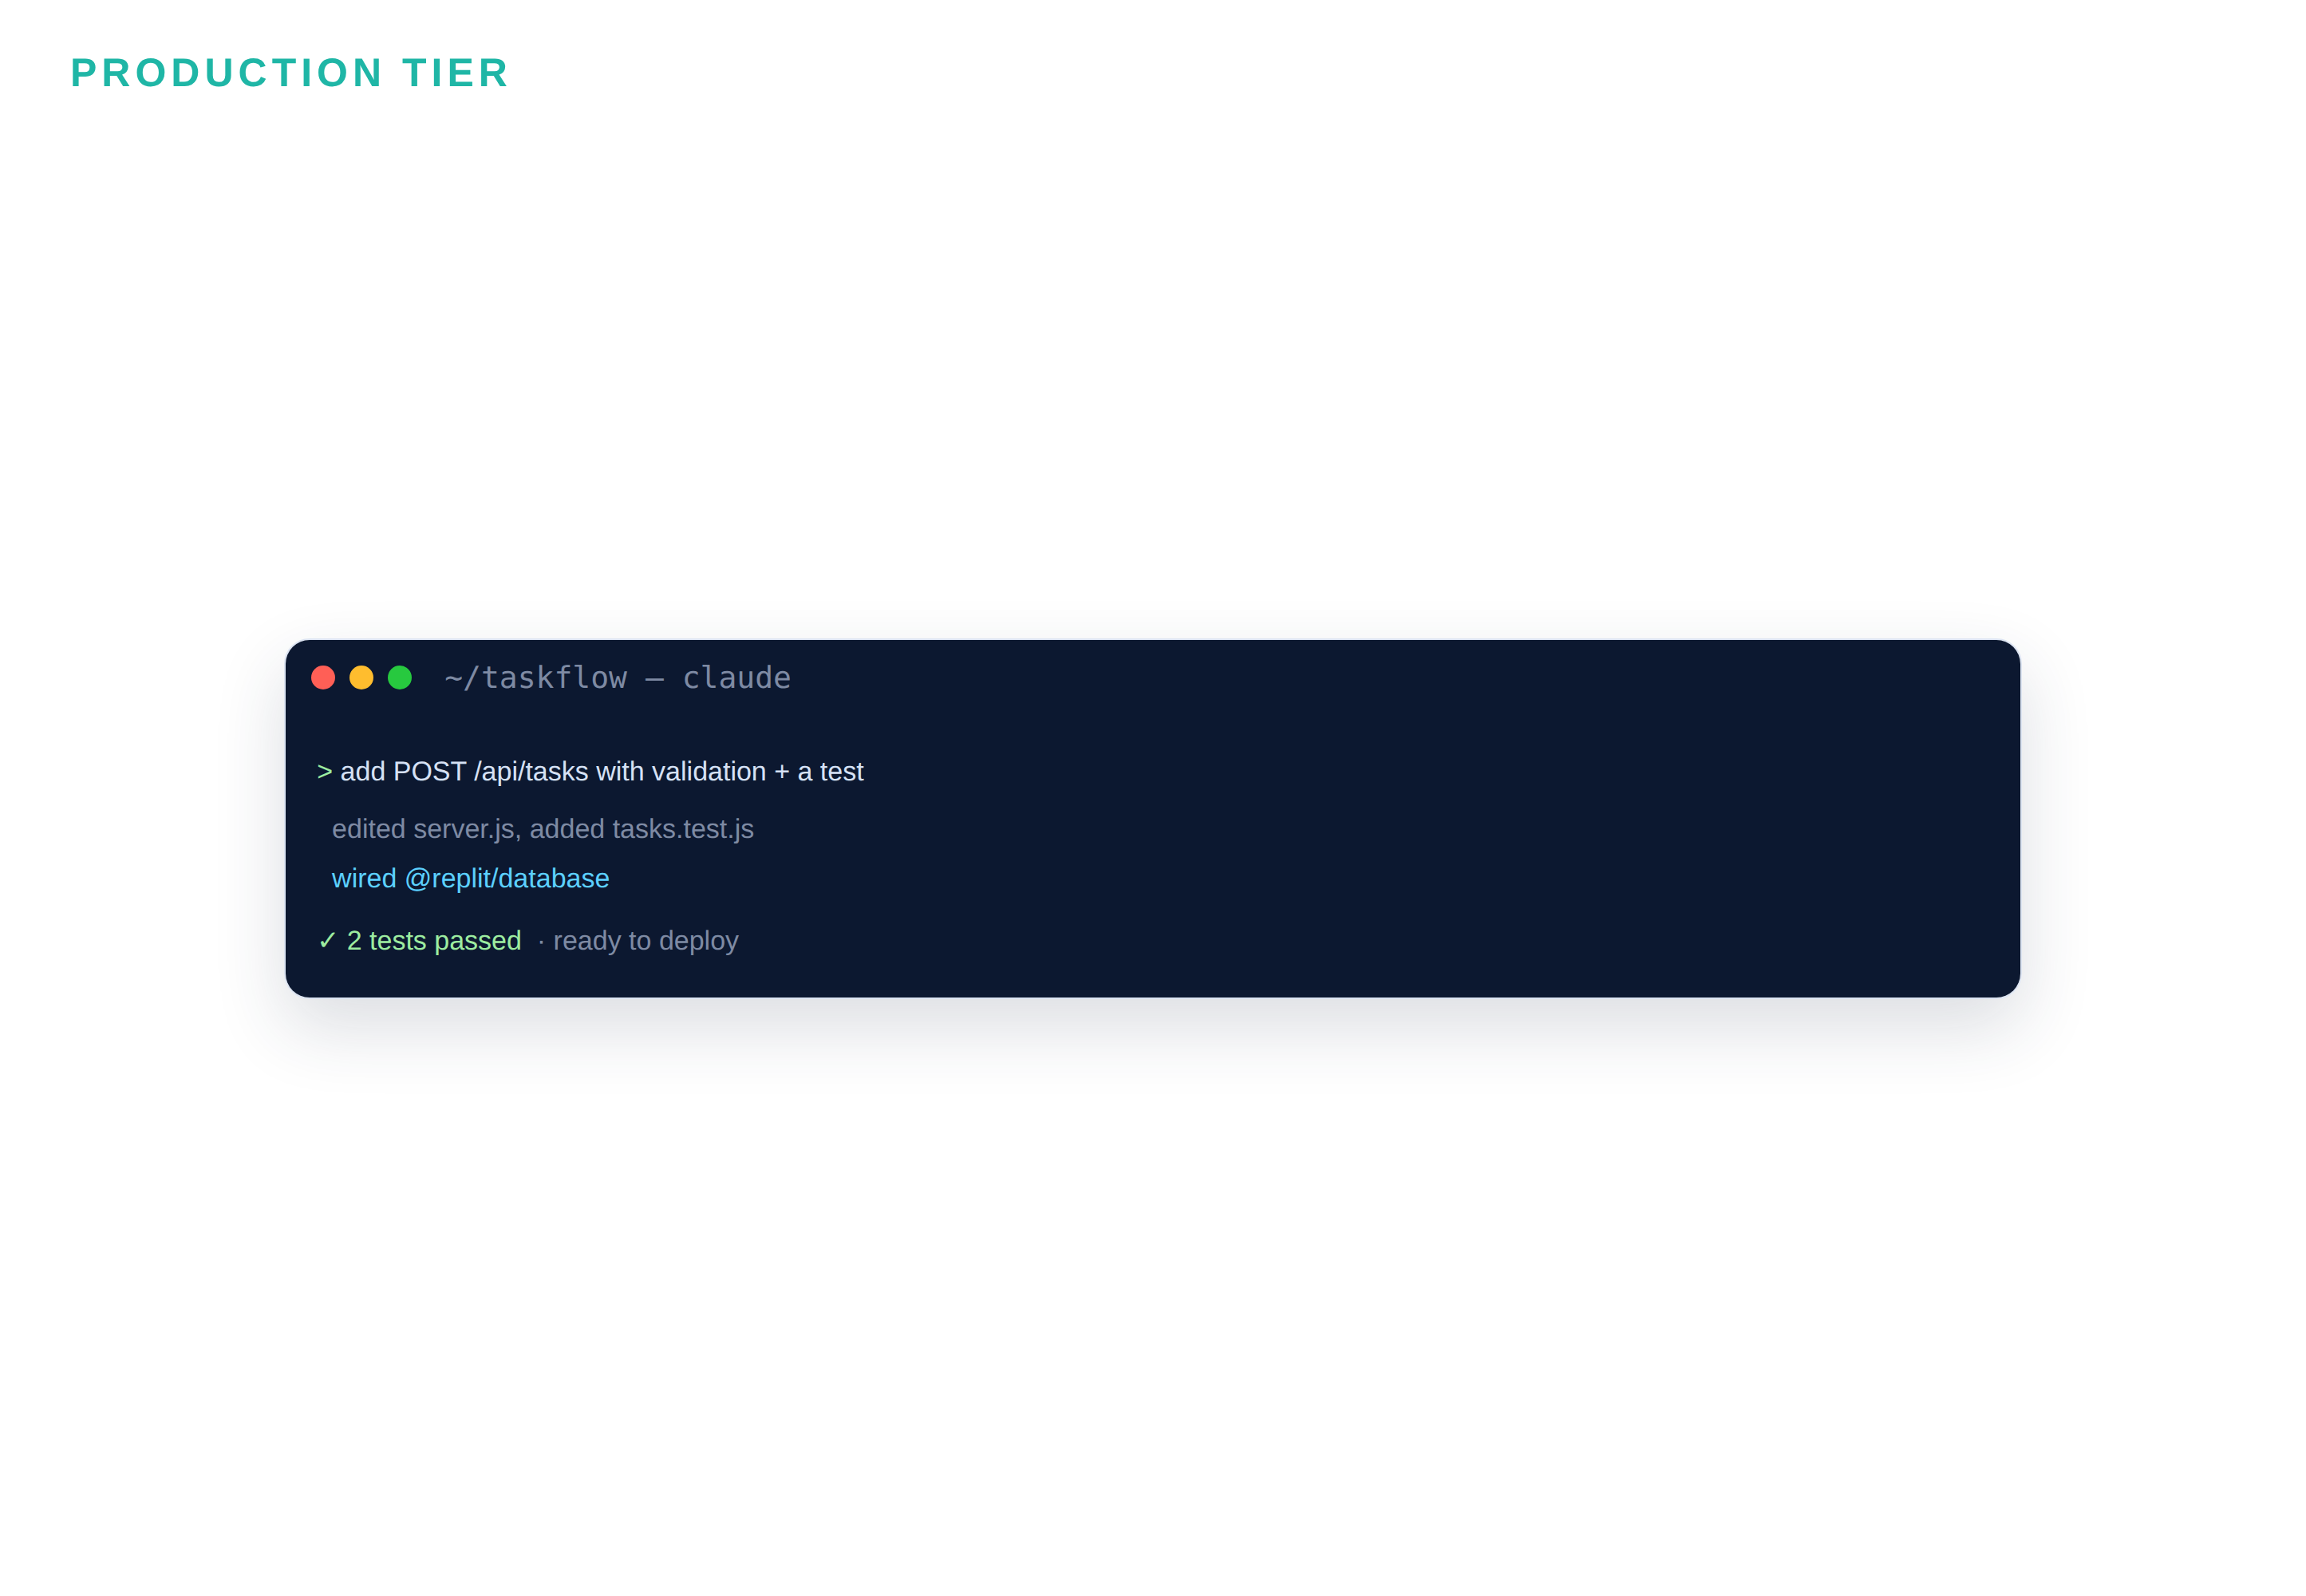 PRODUCTION TIER
~/taskflow — claude
> add POST /api/tasks with validation + a test
edited server.js, added tasks.test.js
wired @replit/database
✓ 2 tests passed · ready to deploy